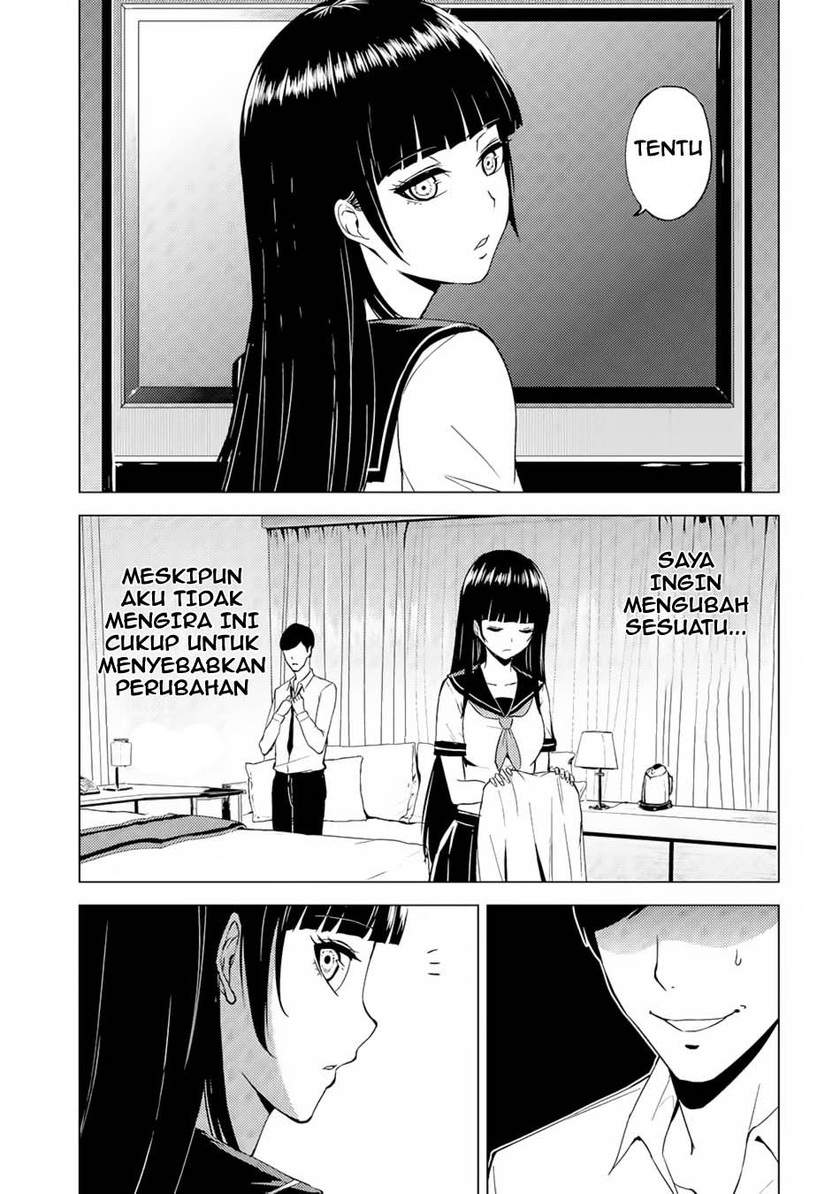 TENTU
SAYA
INGIN
MENGUBAH
SESUATU...
MESKIPUN
AKU TIDAK
MENGIRA INI
CUKUP UNTUK
MENYEBABKAN
PERUBAHAN